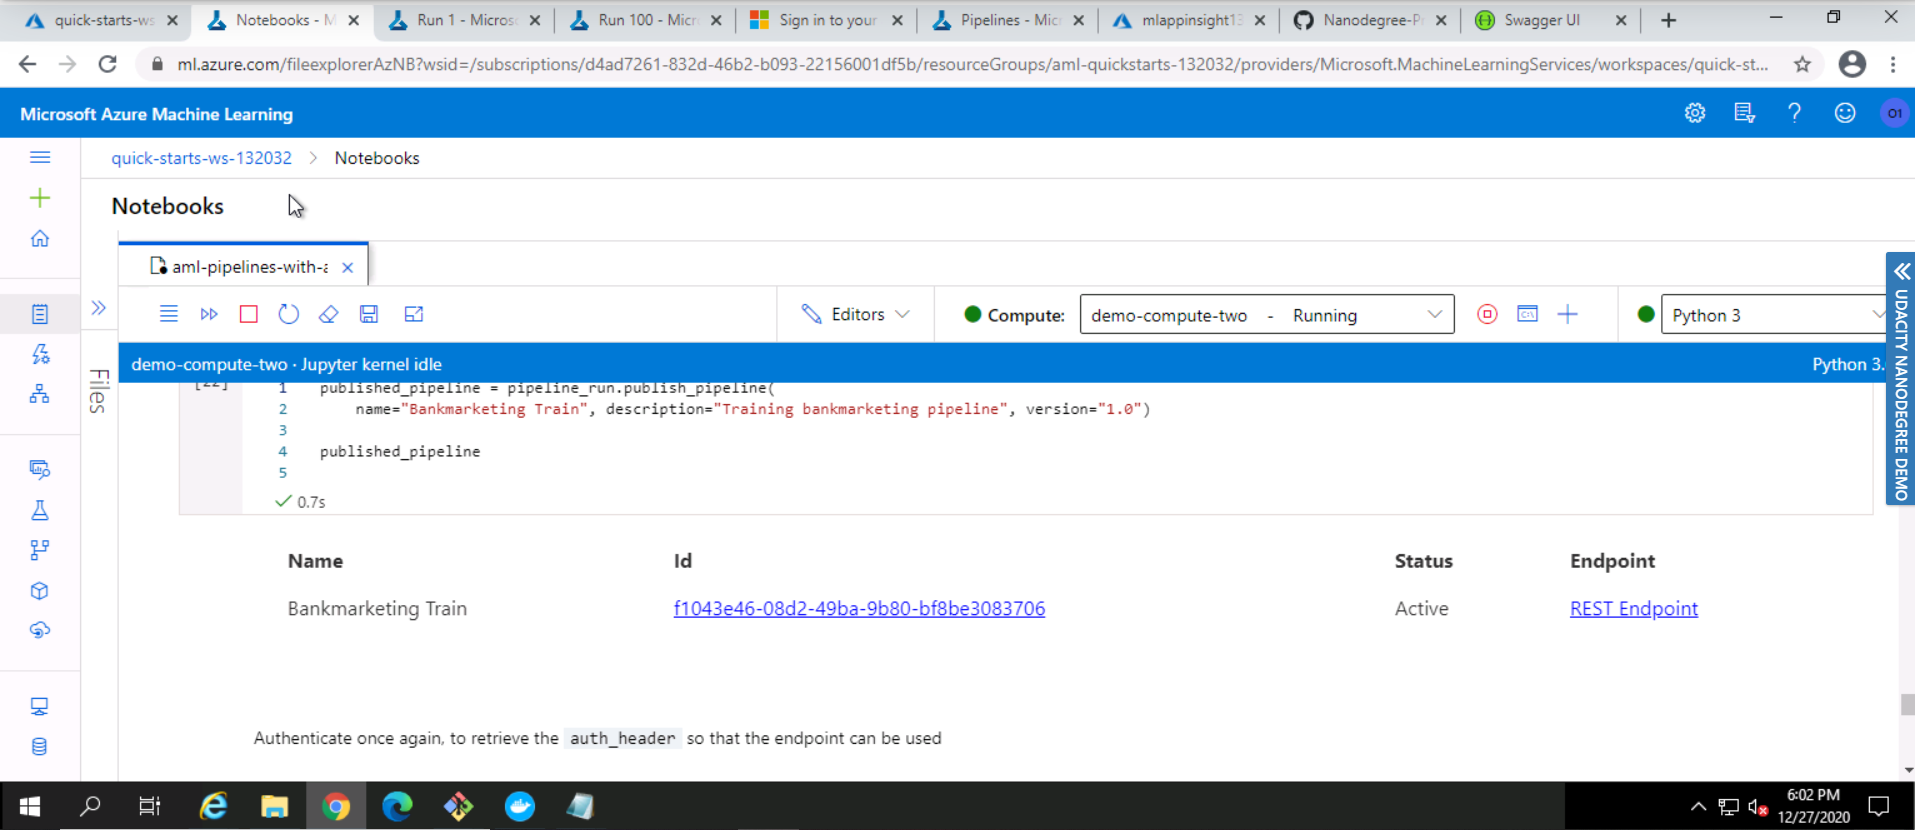 quick-starts-ws
Notebooks - M
Run 1 - Micros
Run 100 - Micr
Sign in to your
Pipelines - Mic
mlappinsight13
Nanodegree-Pr
Swagger UI
ml.azure.com/fileexplorerAzNB?wsid=/subscriptions/d4ad7261-832d-46b2-b093-22156001df5b/resourceGroups/aml-quickstarts-132032/providers/Microsoft.MachineLearningServices/workspaces/quick-st...
Microsoft Azure Machine Learning
O1
quick-starts-ws-132032 > Notebooks
Notebooks
aml-pipelines-with-a
Editors
Compute:
demo-compute-two - Running
Python 3
demo-compute-two · Jupyter kernel idle
Python 3.
Files
UDACITY NANODEGREE DEMO
[22]
1 published_pipeline = pipeline_run.publish_pipeline(
2 name="Bankmarketing Train", description="Training bankmarketing pipeline", version="1.0")
3
4 published_pipeline
5
0.7s
Name Id Status Endpoint
Bankmarketing Train f1043e46-08d2-49ba-9b80-bf8be3083706 Active REST Endpoint
Authenticate once again, to retrieve the auth_header so that the endpoint can be used
6:02 PM
12/27/2020